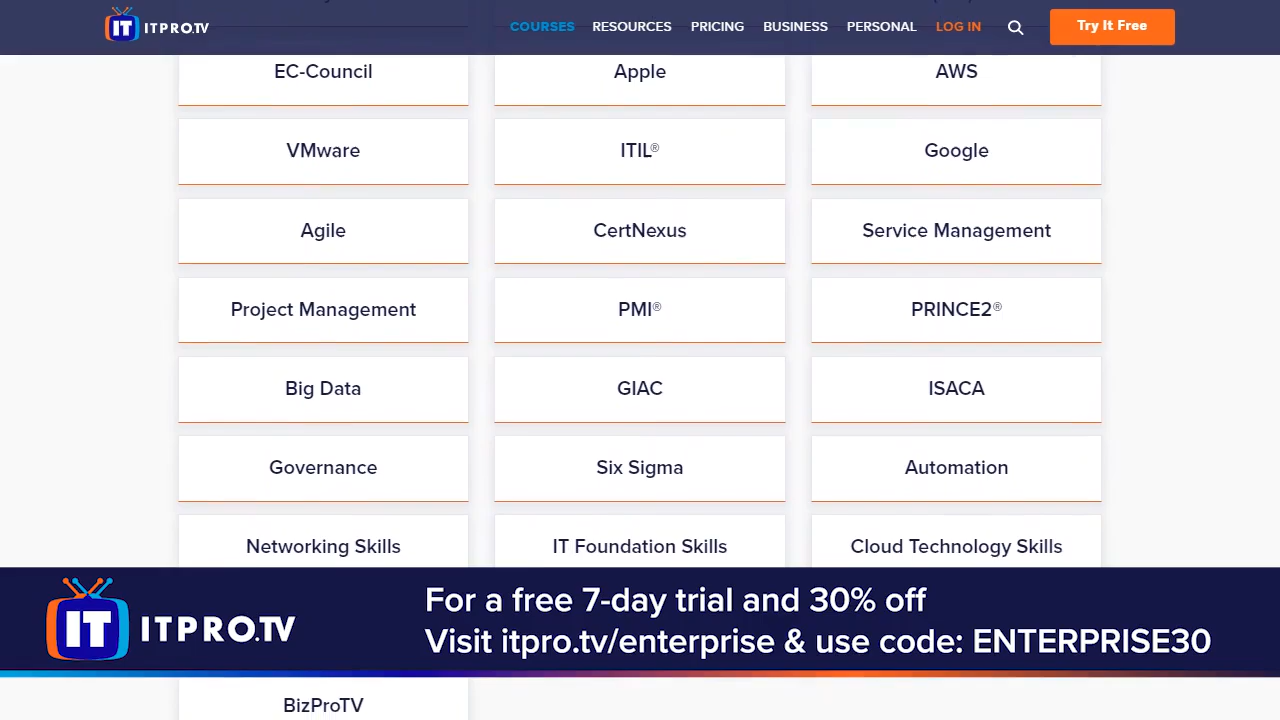 IT ITPRO.TV
COURSES RESOURCES PRICING BUSINESS PERSONAL LOG IN Try It Free
EC-Council Apple AWS
VMware ITIL® Google
Agile CertNexus Service Management
Project Management PMI® PRINCE2®
Big Data GIAC ISACA
Governance Six Sigma Automation
Networking Skills IT Foundation Skills Cloud Technology Skills
IT ITPRO.TV
For a free 7-day trial and 30% off
Visit itpro.tv/enterprise & use code: ENTERPRISE30
BizProTV